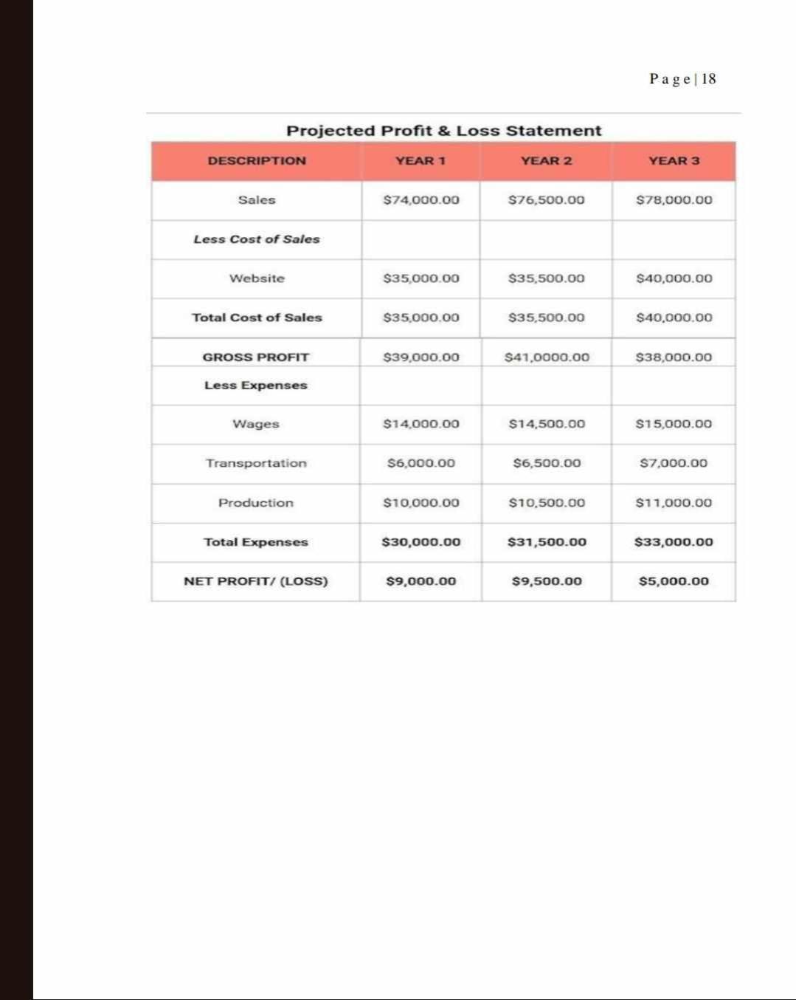 Page| 18
Projected Profit & Loss Statement
DESCRIPTION YEAR 1 YEAR 2 YEAR 3
Sales $74,000.00 $76,500.00 $78,000.00
Less Cost of Sales
Website $35,000.00 $35,500.00 $40,000.00
Total Cost of Sales $35,000.00 $35,500.00 $40,000.00
GROSS PROFIT $39,000.00 $41,0000.00 $38,000.00
Less Expenses
Wages $14,000.00 $14,500.00 $15,000.00
Transportation $6,000.00 $6,500.00 $7,000.00
Production $10,000.00 $10,500.00 $11,000.00
Total Expenses $30,000.00 $31,500.00 $33,000.00
NET PROFIT/ (LOSS) $9,000.00 $9,500.00 $5,000.00